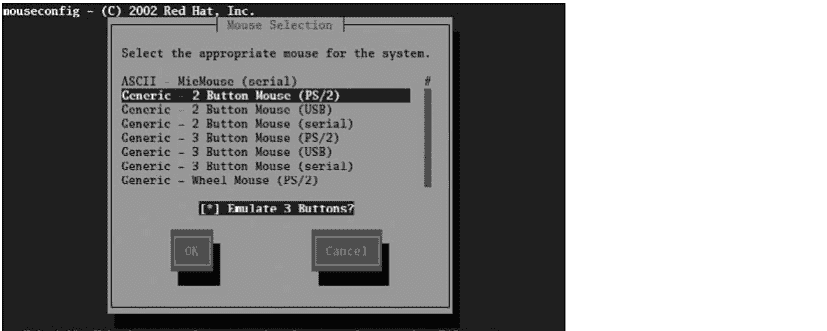 mouseconfig - (C) 2002 Red Hat, Inc.
Mouse Selection
Select the appropriate mouse for the system.
ASCII - MieMouse (serial) #
Generic - 2 Button Mouse (PS/2)
Generic - 2 Button Mouse (USB)
Generic - 2 Button Mouse (serial)
Generic - 3 Button Mouse (PS/2)
Generic - 3 Button Mouse (USB)
Generic - 3 Button Mouse (serial)
Generic - Wheel Mouse (PS/2)
[*] Emulate 3 Buttons?
OK Cancel